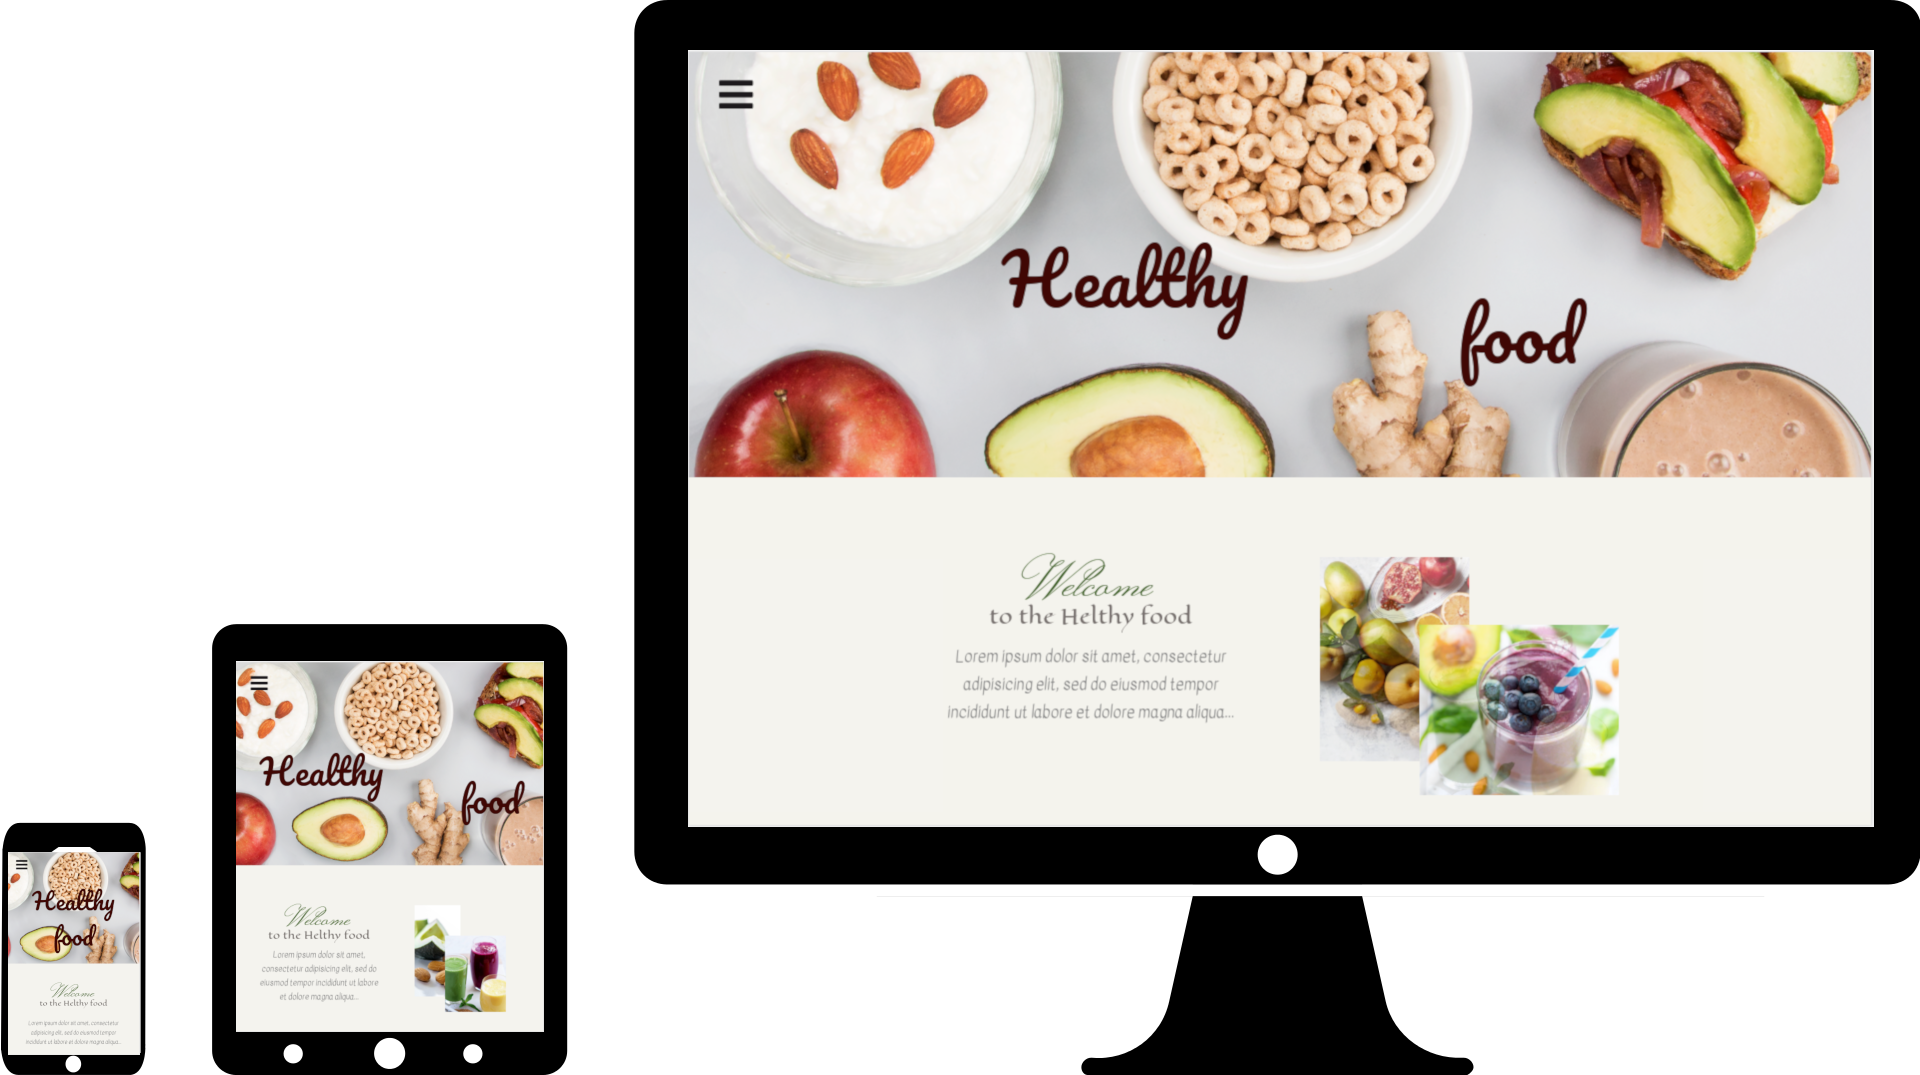 Healthy
food
Welcome
to the Helthy food
Lorem ipsum dolor sit amet, consectetur
adipisicing elit, sed do eiusmod tempor
incididunt ut labore et dolore magna aliqua...
Healthy
food
Welcome
to the Helthy food
Lorem ipsum dolor sit amet,
consectetur adipisicing elit, sed do
eiusmod tempor incididunt ut labore
et dolore magna aliqua...
Healthy
food
Welcome
to the Helthy food
Lorem ipsum dolor sit amet, consectetur
adipisicing elit, sed do eiusmod tempor
incididunt ut labore et dolore magna aliqua...